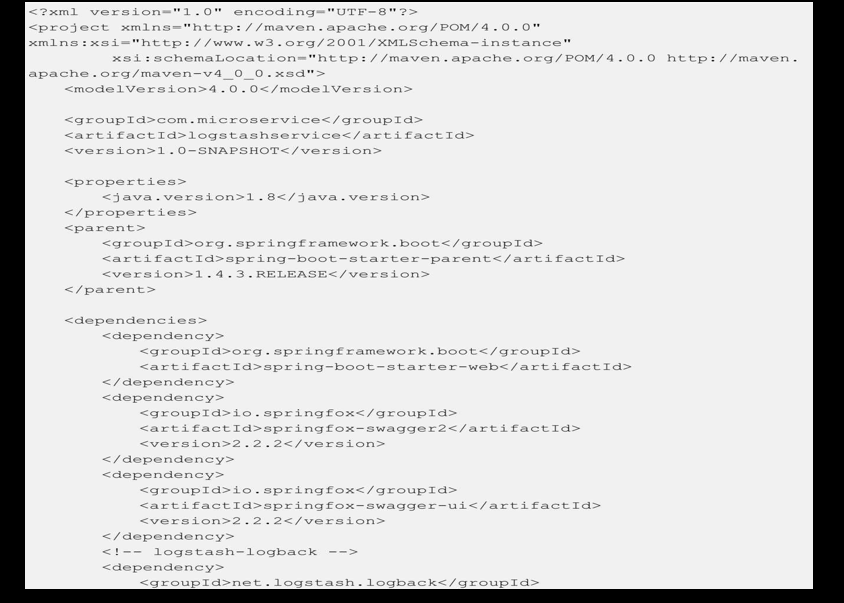 <?xml version="1.0" encoding="UTF-8"?>
<project xmlns="http://maven.apache.org/POM/4.0.0"
xmlns:xsi="http://www.w3.org/2001/XMLSchema-instance"
xsi:schemaLocation="http://maven.apache.org/POM/4.0.0 http://maven.
apache.org/maven-v4_0_0.xsd">
<modelVersion>4.0.0</modelVersion>
<groupId>com.microservice</groupId>
<artifactId>logstashservice</artifactId>
<version>1.0-SNAPSHOT</version>
<properties>
<java.version>1.8</java.version>
</properties>
<parent>
<groupId>org.springframework.boot</groupId>
<artifactId>spring-boot-starter-parent</artifactId>
<version>1.4.3.RELEASE</version>
</parent>
<dependencies>
<dependency>
<groupId>org.springframework.boot</groupId>
<artifactId>spring-boot-starter-web</artifactId>
</dependency>
<dependency>
<groupId>io.springfox</groupId>
<artifactId>springfox-swagger2</artifactId>
<version>2.2.2</version>
</dependency>
<dependency>
<groupId>io.springfox</groupId>
<artifactId>springfox-swagger-ui</artifactId>
<version>2.2.2</version>
</dependency>
<!-- logstash-logback -->
<dependency>
<groupId>net.logstash.logback</groupId>